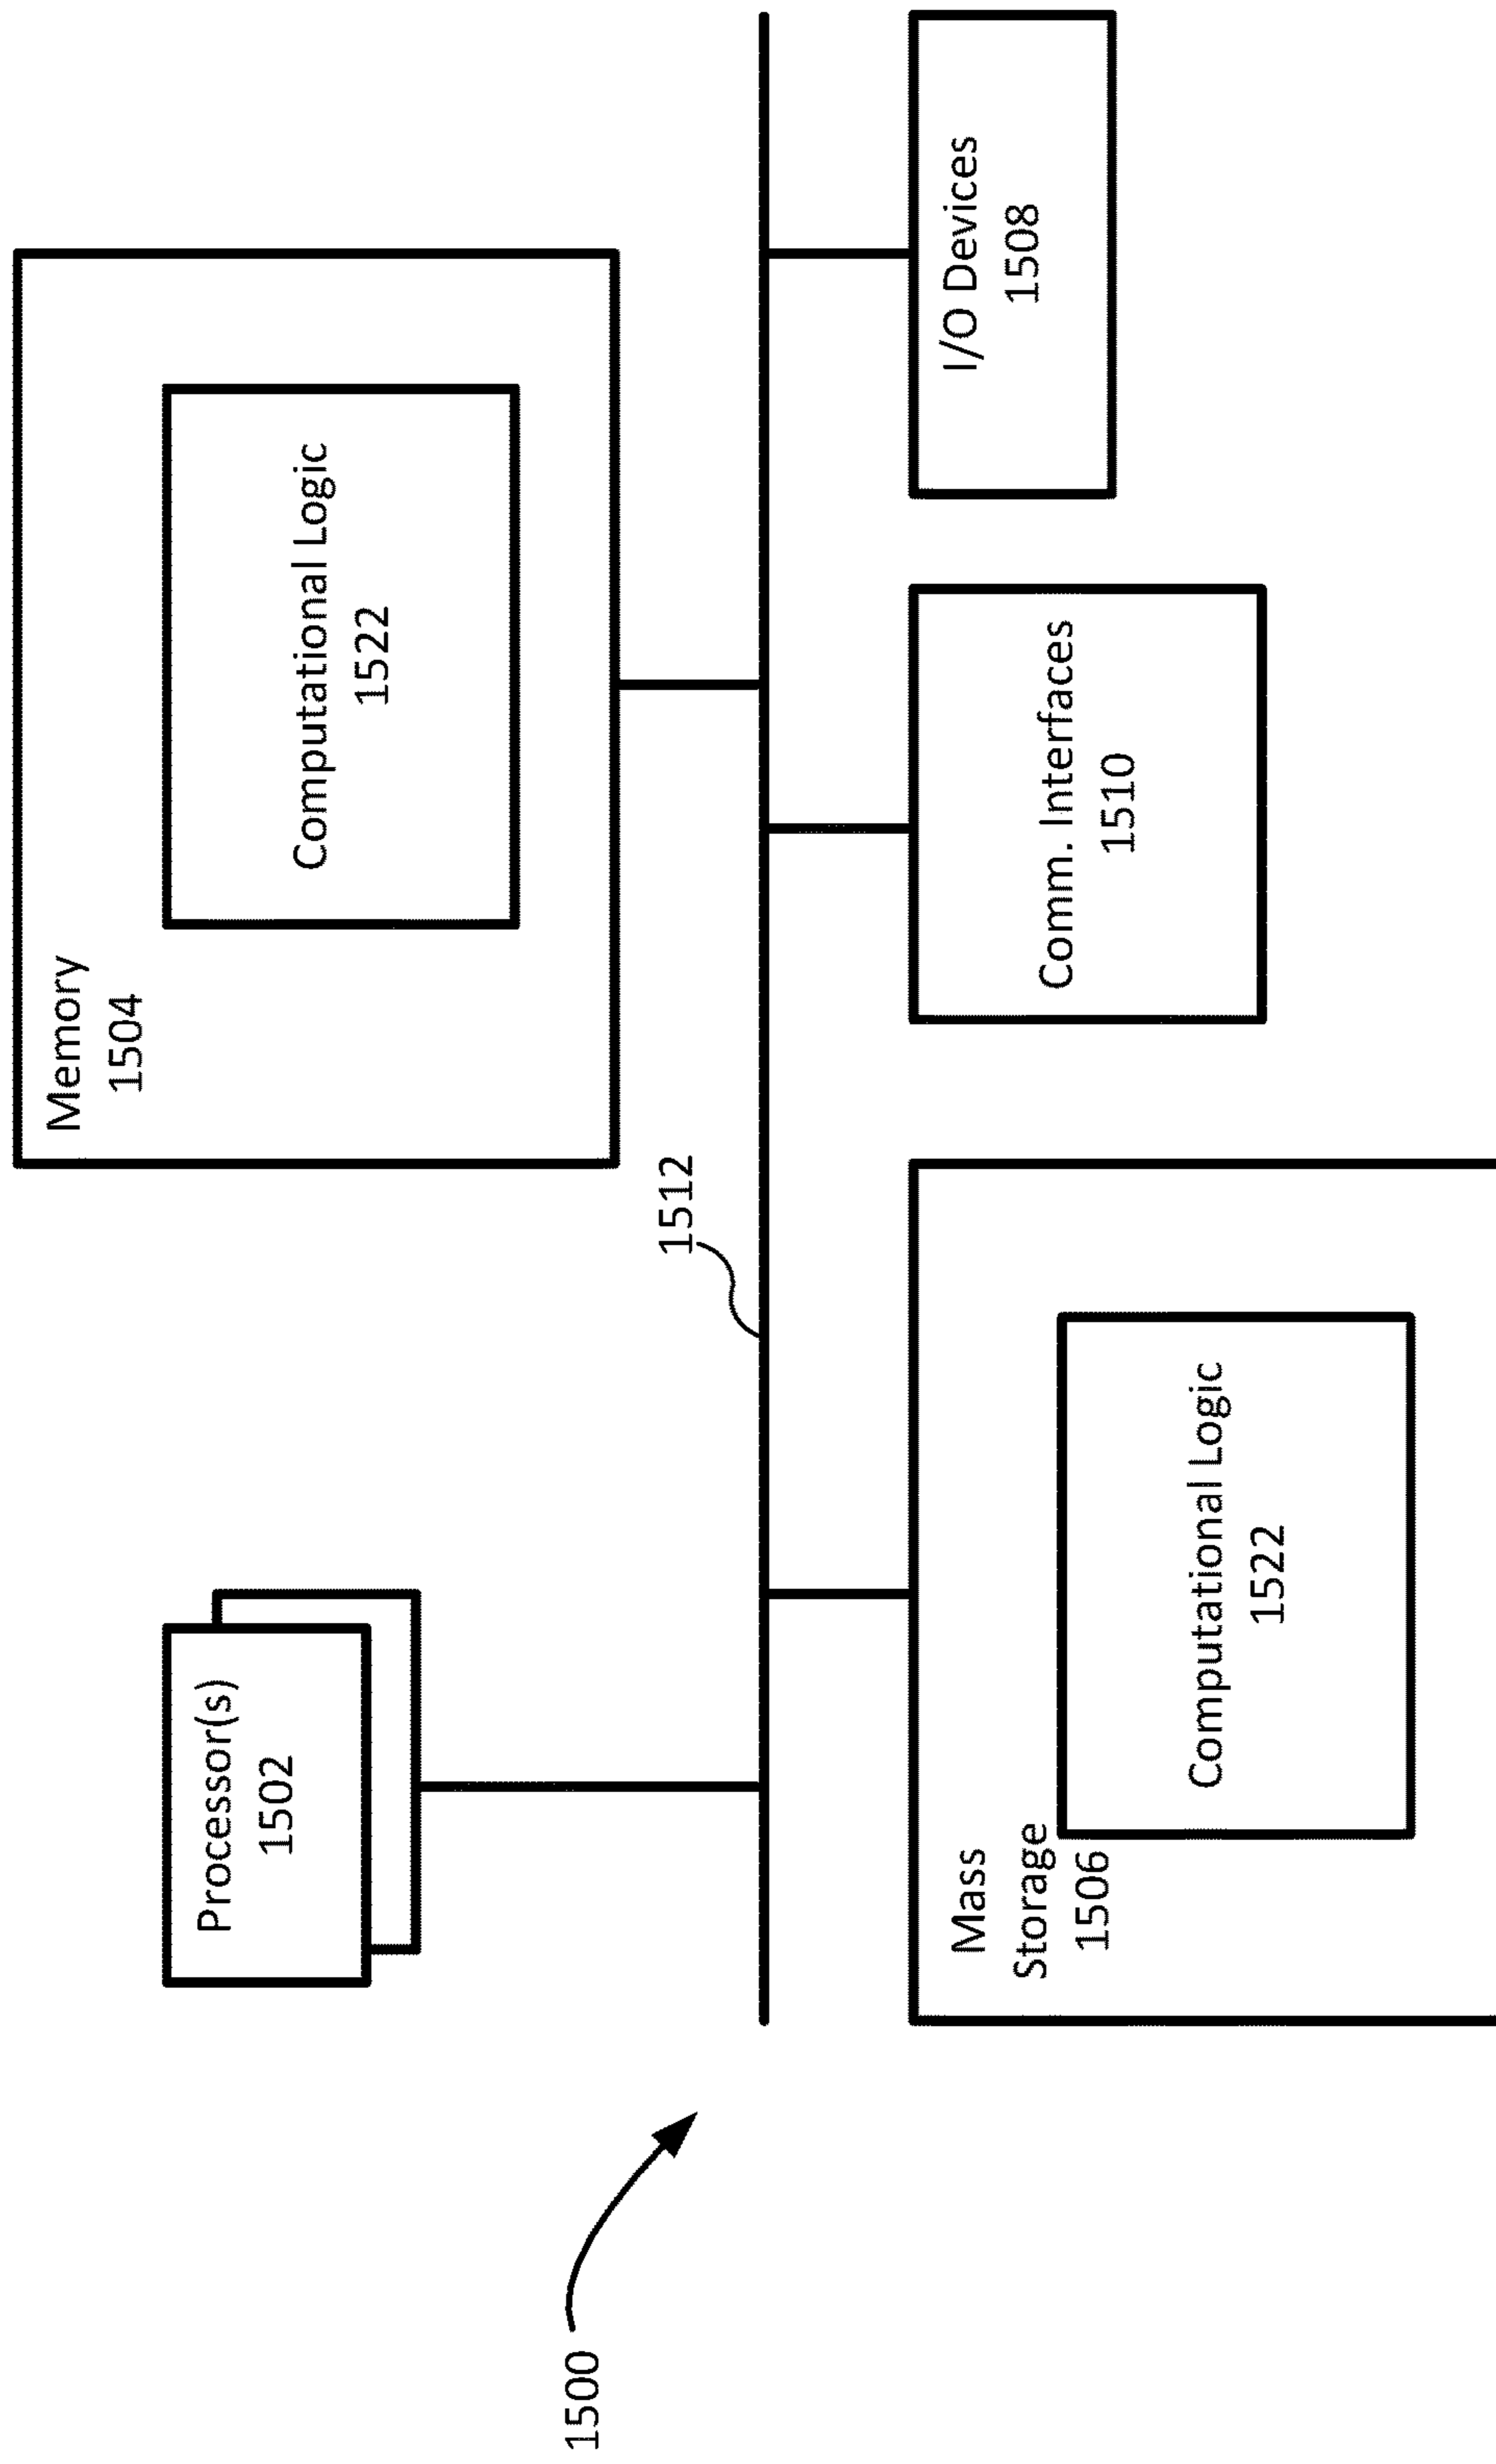 Processor(s)
1502
Memory
1504
Computational Logic
1522
1512
1500
Mass
Storage
1506
Computational Logic
1522
Comm. Interfaces
1510
I/O Devices
1508